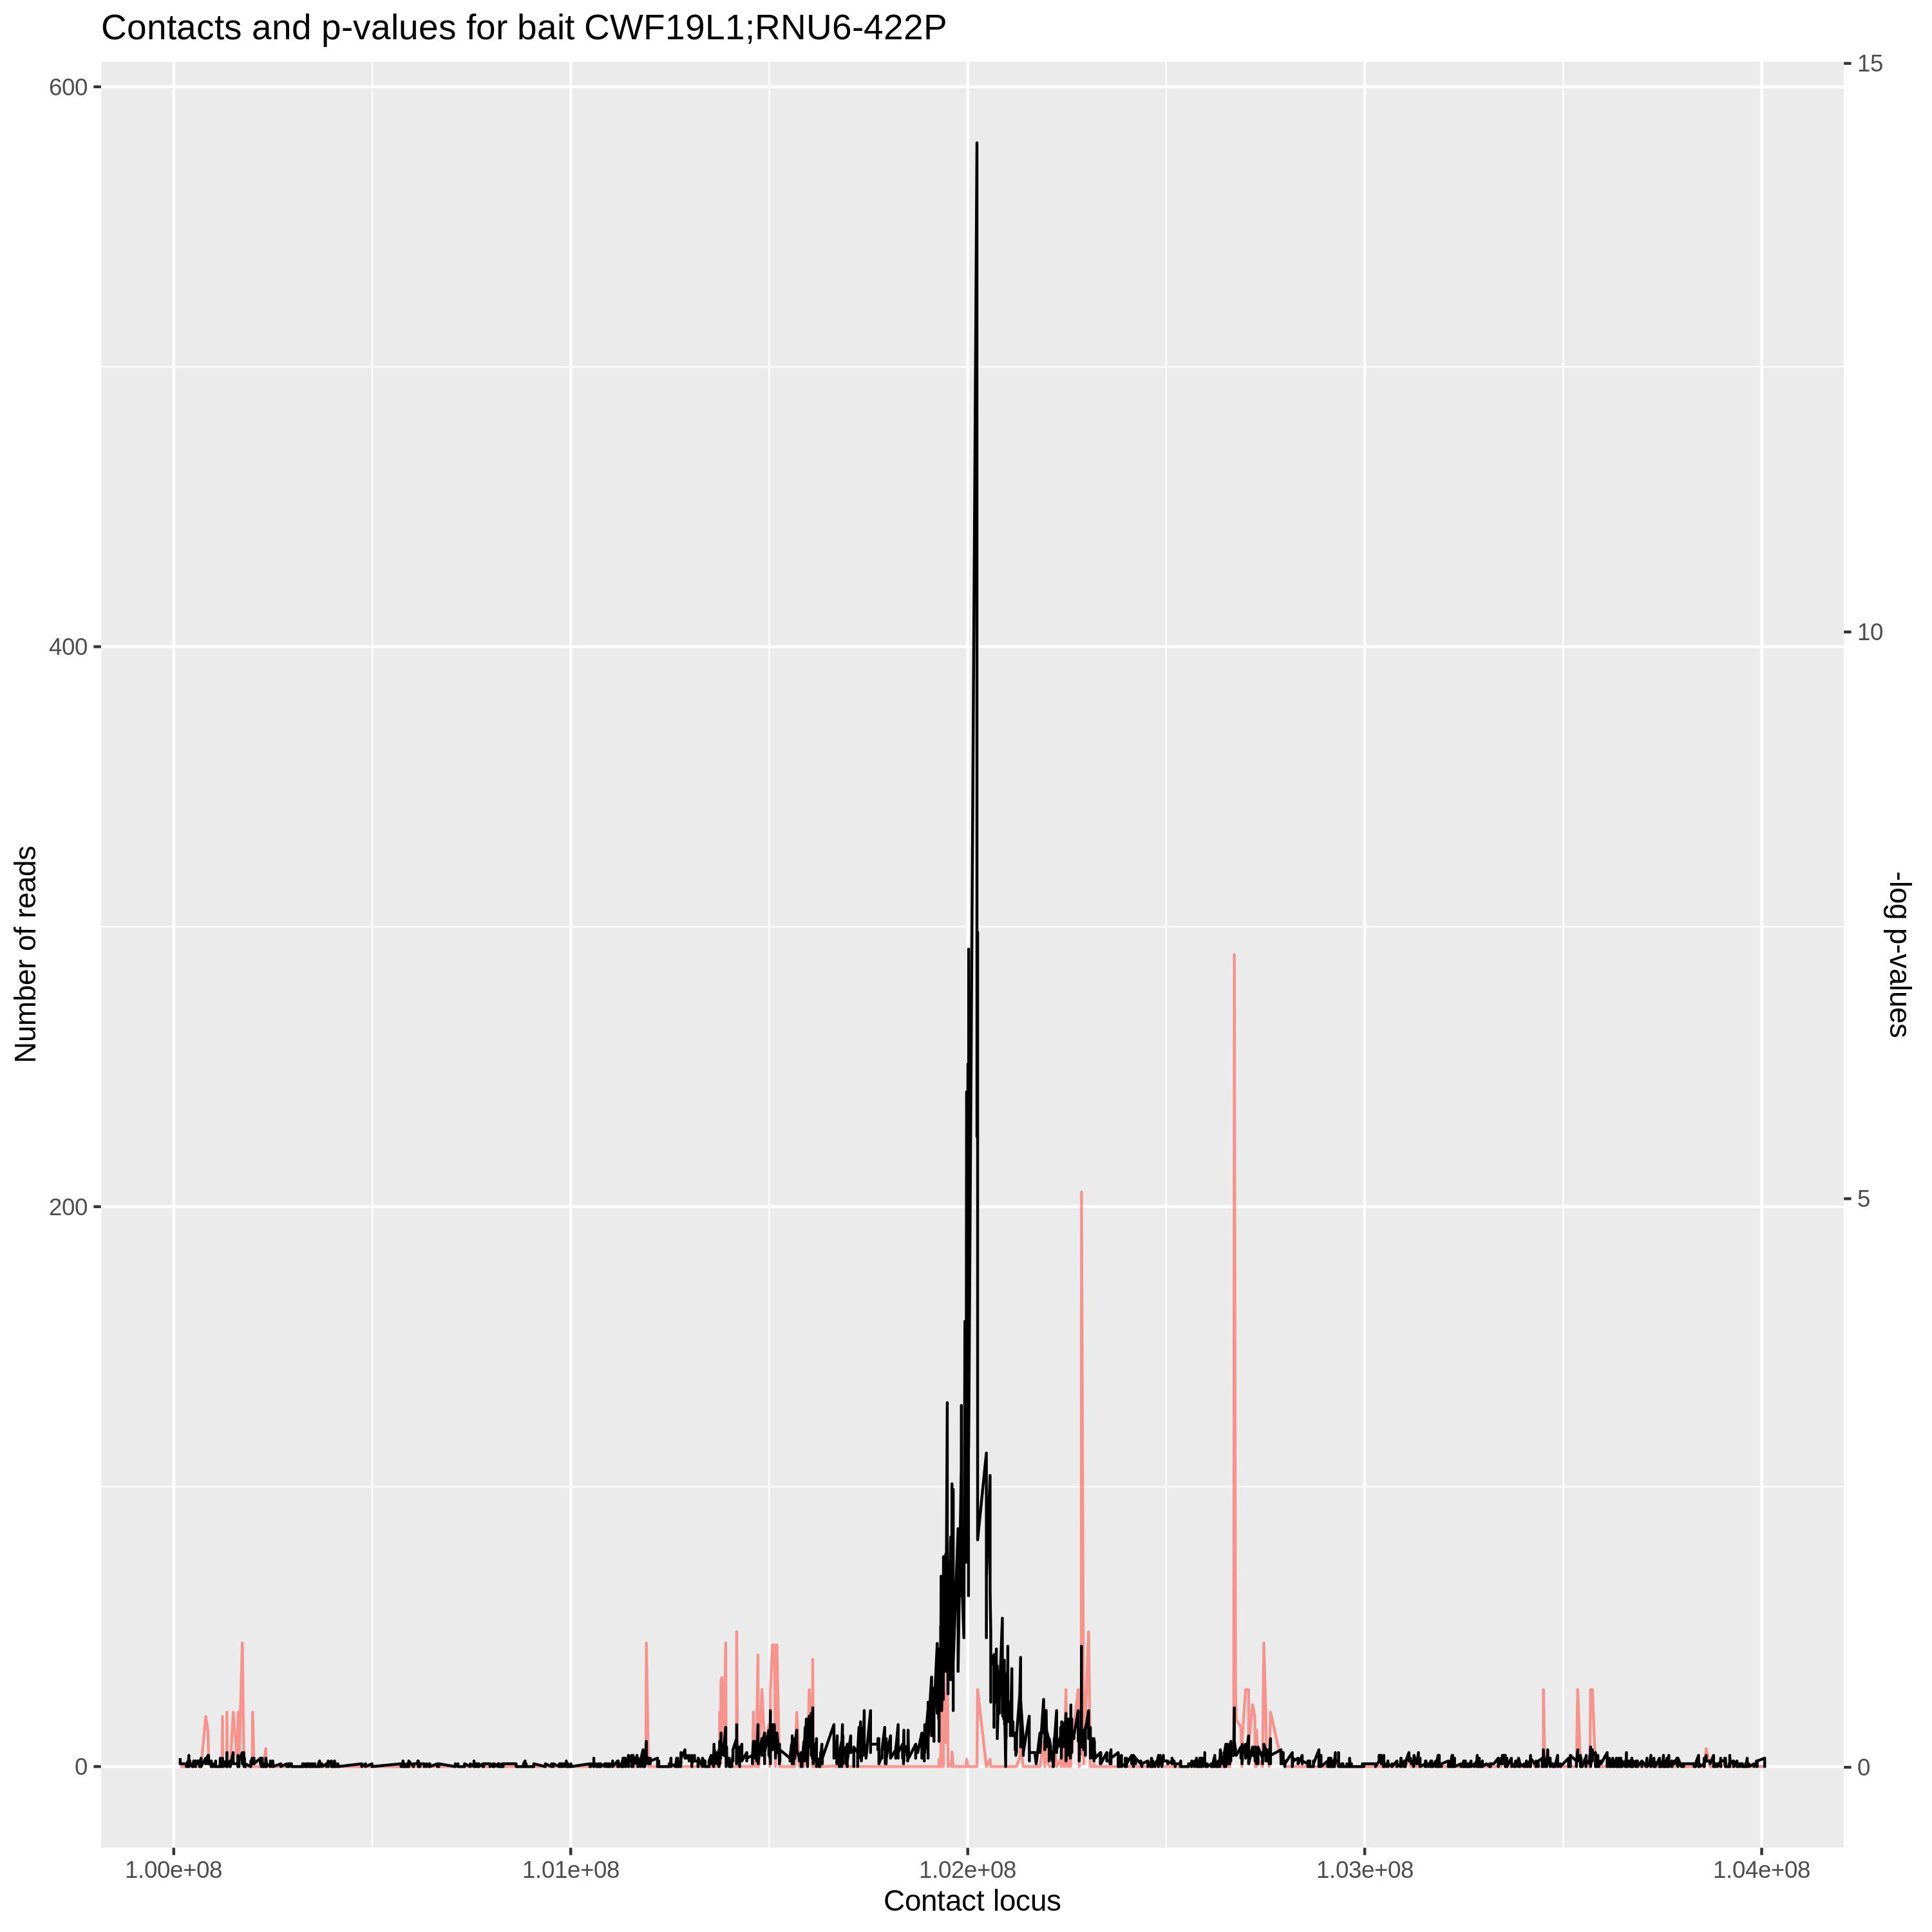 Contacts and p-values for bait CWF19L1;RNU6-422P
600
400
200
0
Number of reads
15
10
5
0
-log p-values
1.00e+08
1.01e+08
1.02e+08
1.03e+08
1.04e+08
Contact locus